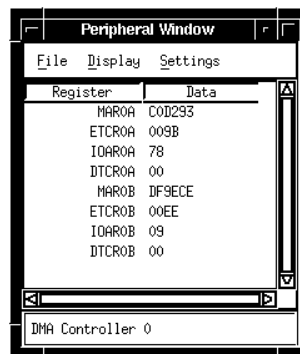 Peripheral Window
File Display Settings
Register Data
MAR0A C0D293
ETCR0A 009B
IOAR0A 78
DTCR0A 00
MAR0B DF9ECE
ETCR0B 00EE
IOAR0B 09
DTCR0B 00
DMA Controller 0